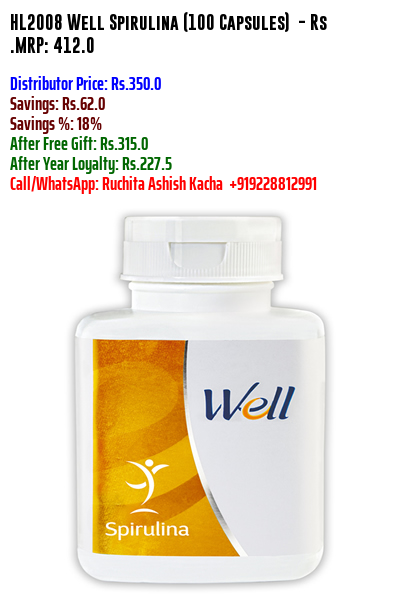 HL2008 Well Spirulina (100 Capsules) - Rs
.MRP: 412.0
Distributor Price: Rs.350.0
Savings: Rs.62.0
Savings %: 18%
After Free Gift: Rs.315.0
After Year Loyalty: Rs.227.5
Call/WhatsApp: Ruchita Ashish Kacha +919228812991
Well
Spirulina